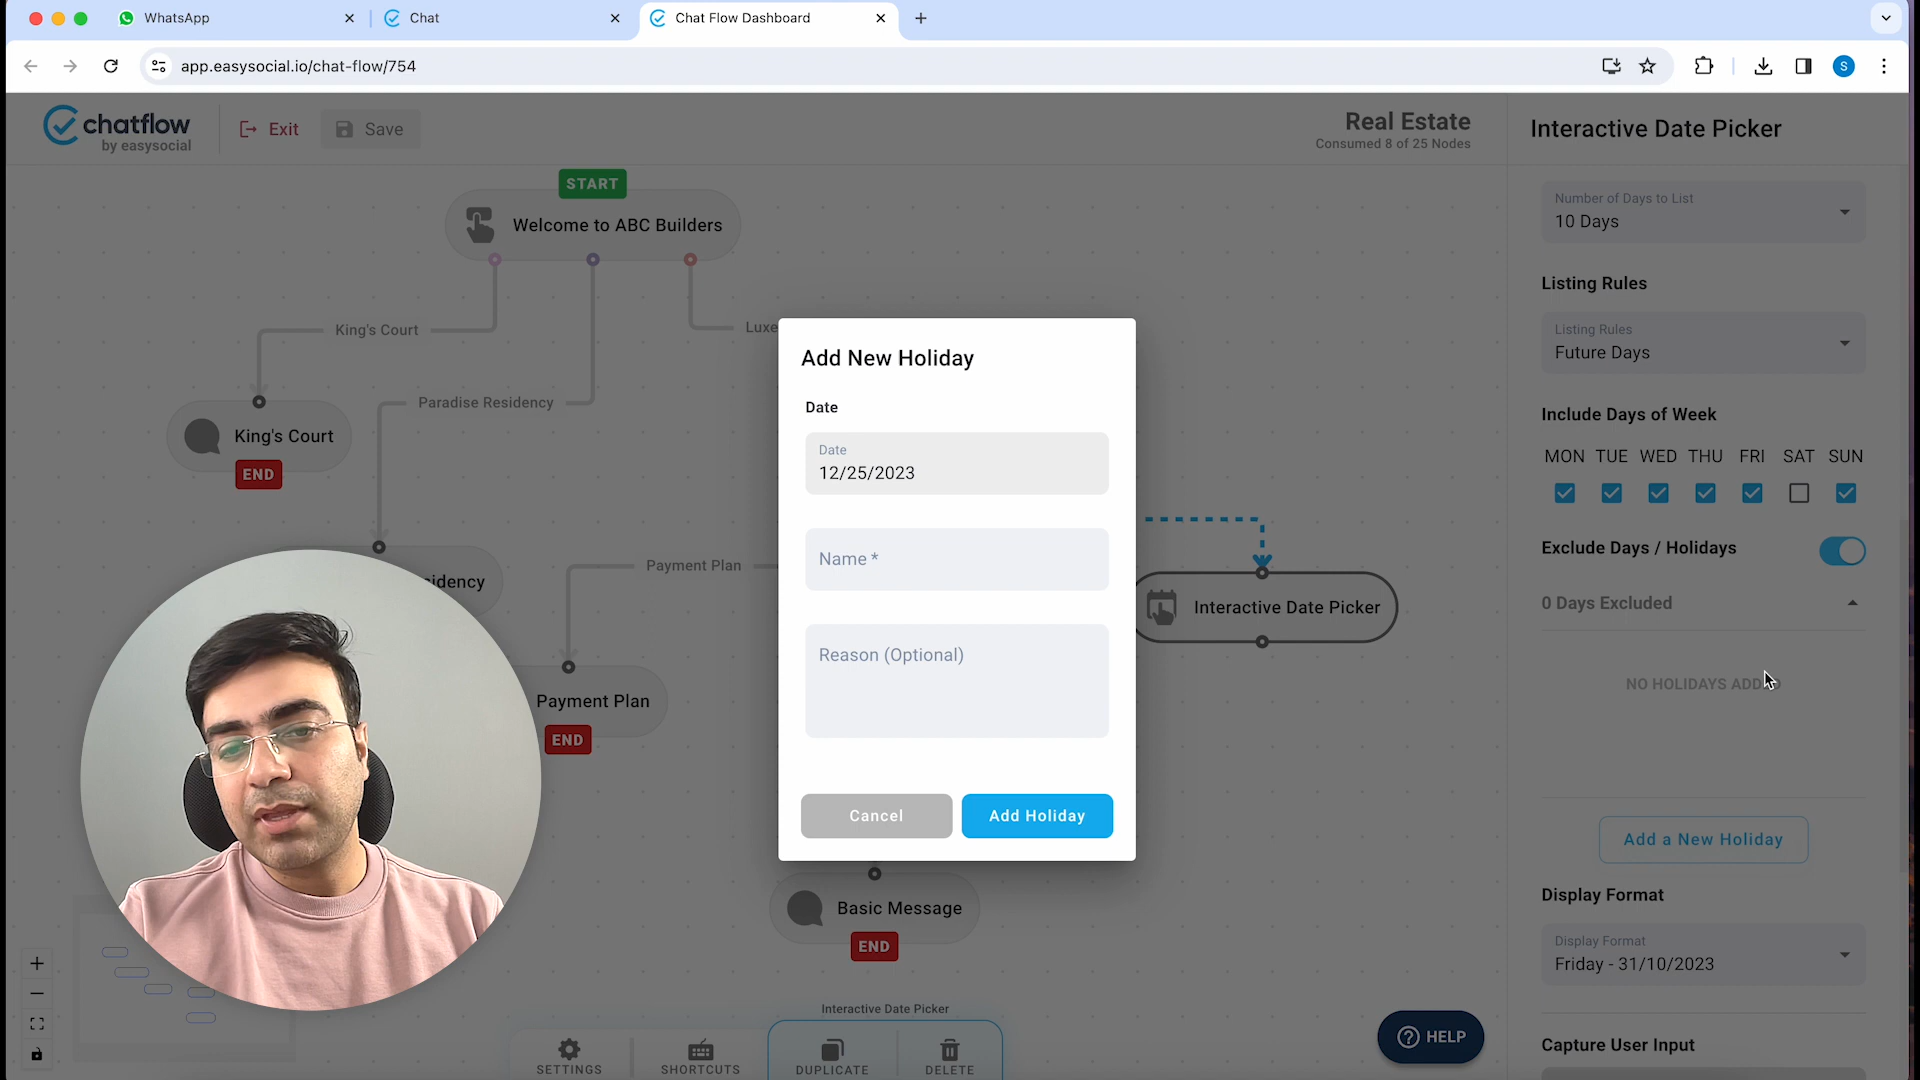 WhatsApp
Chat
Chat Flow Dashboard
app.easysocial.io/chat-flow/754
S
chatflow
by easysocial
Exit
Save
Real Estate
Consumed 8 of 25 Nodes
Interactive Date Picker
START
Welcome to ABC Builders
King's Court
Luxe
Paradise Residency
King's Court
END
idency
Payment Plan
Payment Plan
END
Interactive Date Picker
Basic Message
END
Add New Holiday
Date
Date
12/25/2023
Name *
Reason (Optional)
Cancel
Add Holiday
Number of Days to List
10 Days
Listing Rules
Listing Rules
Future Days
Include Days of Week
MON TUE WED THU FRI SAT SUN
Exclude Days / Holidays
0 Days Excluded
NO HOLIDAYS ADDED
Add a New Holiday
Display Format
Display Format
Friday - 31/10/2023
Capture User Input
Interactive Date Picker
SETTINGS
SHORTCUTS
DUPLICATE
DELETE
HELP